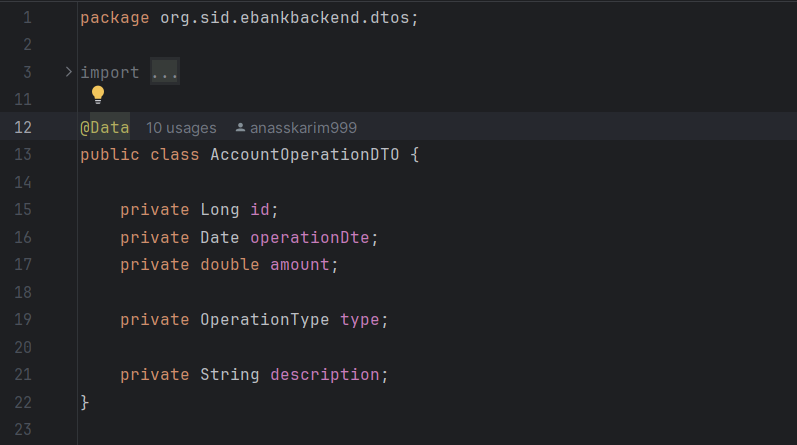 1 package org.sid.ebankbackend.dtos;
2
3 import ...
11
12 @Data 10 usages anasskarim999
13 public class AccountOperationDTO {
14
15 private Long id;
16 private Date operationDte;
17 private double amount;
18
19 private OperationType type;
20
21 private String description;
22 }
23